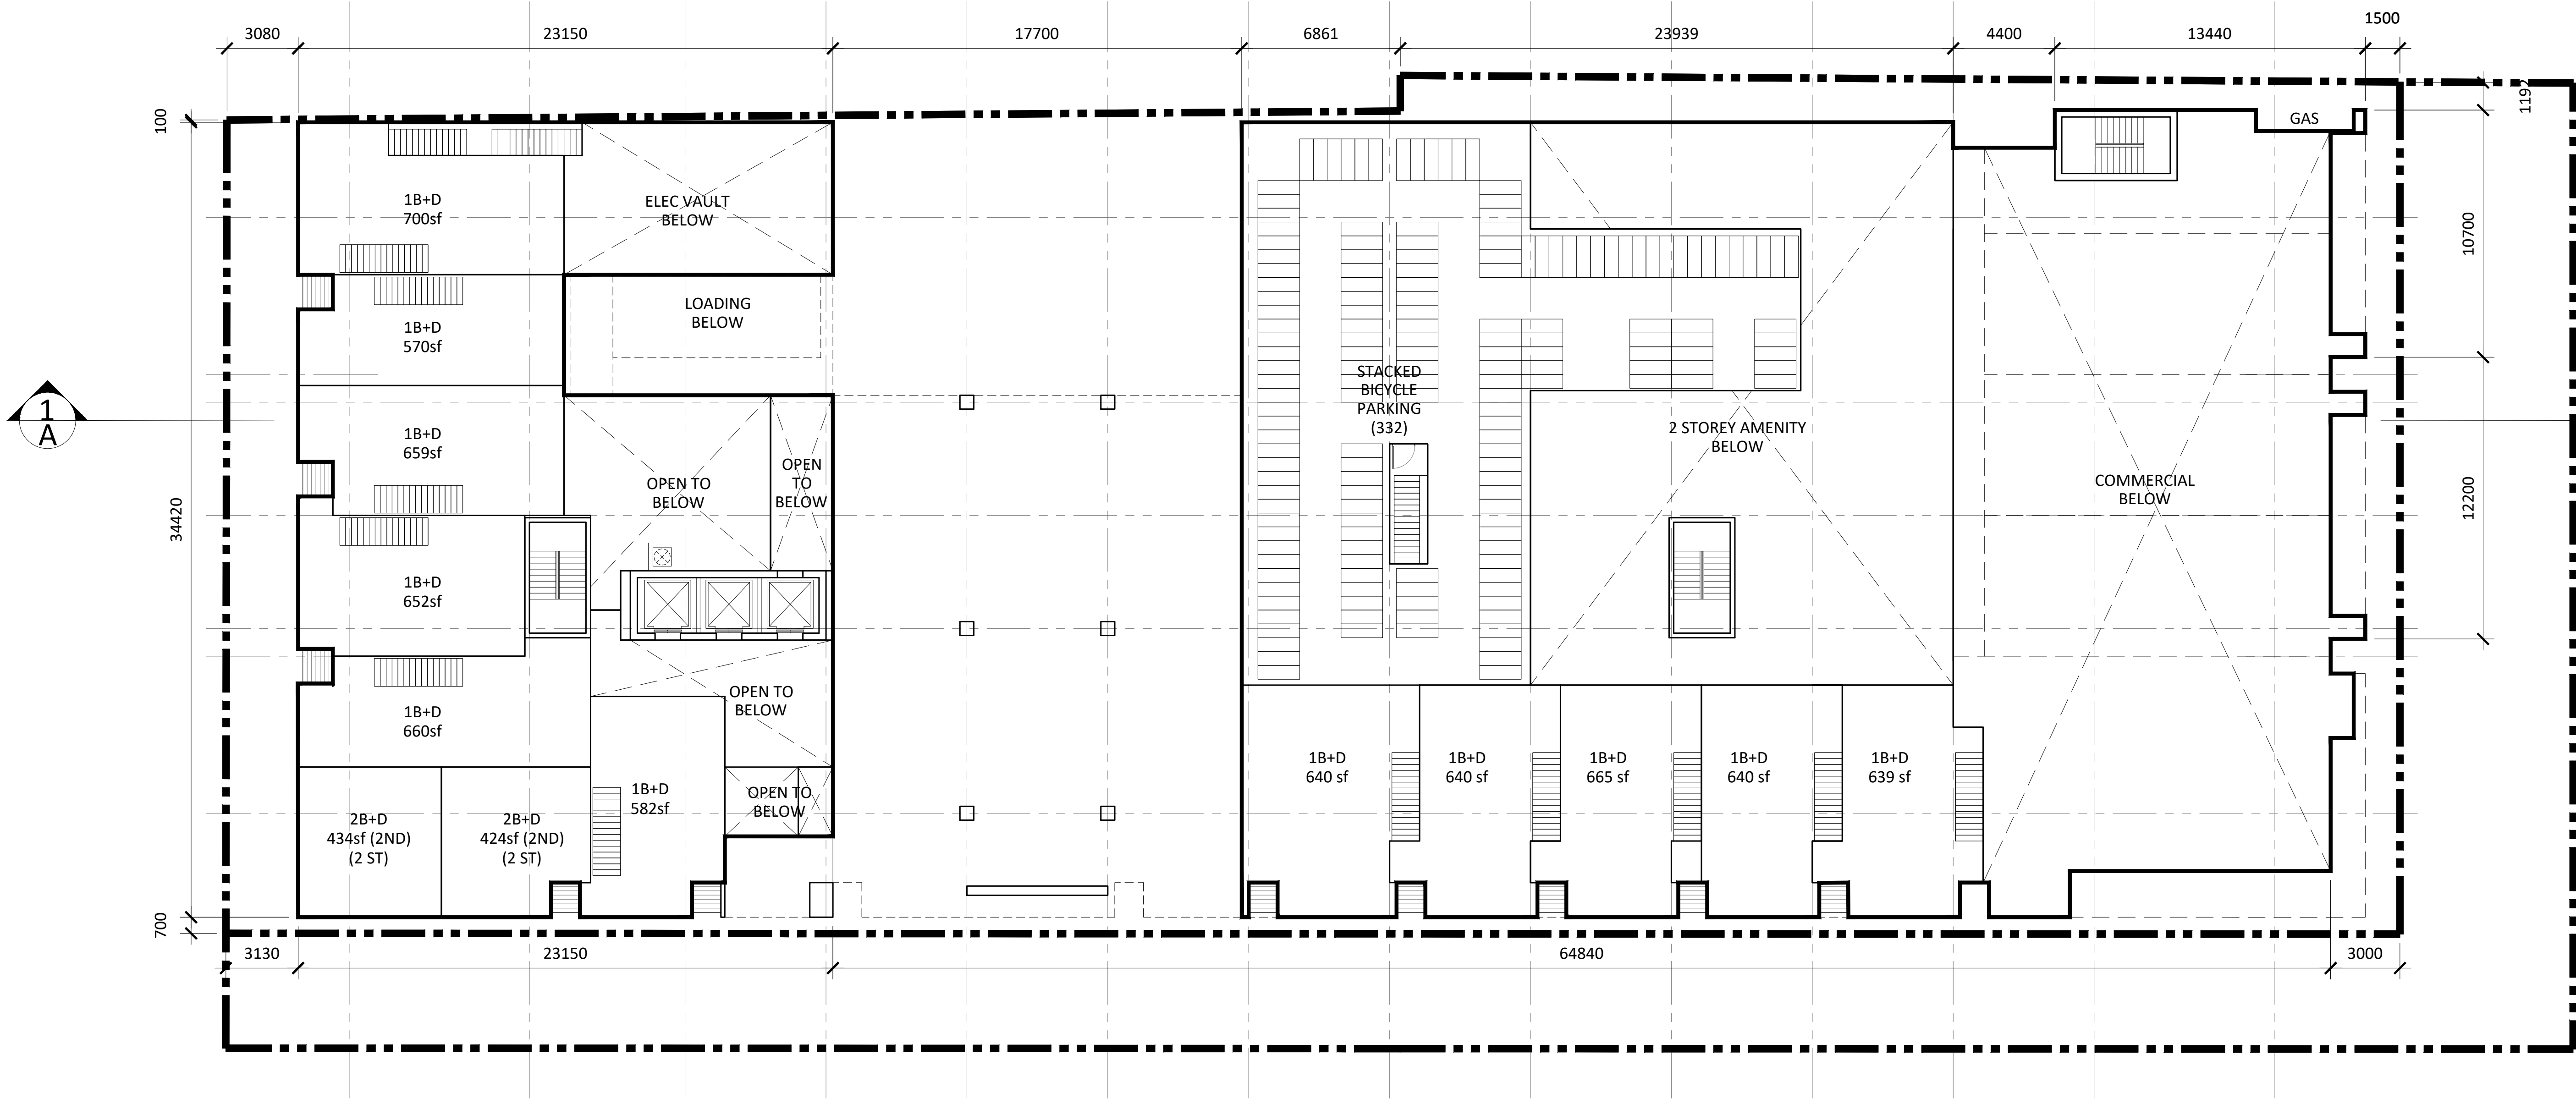 3080
23150
17700
6861
23939
4400
13440
1500
100
1192
GAS
1B+D
700sf
ELEC VAULT
BELOW
10700
LOADING
BELOW
1B+D
570sf
STACKED
BICYCLE
PARKING
(332)
1
A
1B+D
659sf
2 STOREY AMENITY
BELOW
OPEN TO
BELOW
OPEN
TO
BELOW
COMMERCIAL
BELOW
34420
12200
1B+D
652sf
1B+D
660sf
OPEN TO
BELOW
1B+D
640 sf
1B+D
640 sf
1B+D
665 sf
1B+D
640 sf
1B+D
639 sf
1B+D
582sf
OPEN TO
BELOW
2B+D
434sf (2ND)
(2 ST)
2B+D
424sf (2ND)
(2 ST)
700
3130
23150
64840
3000